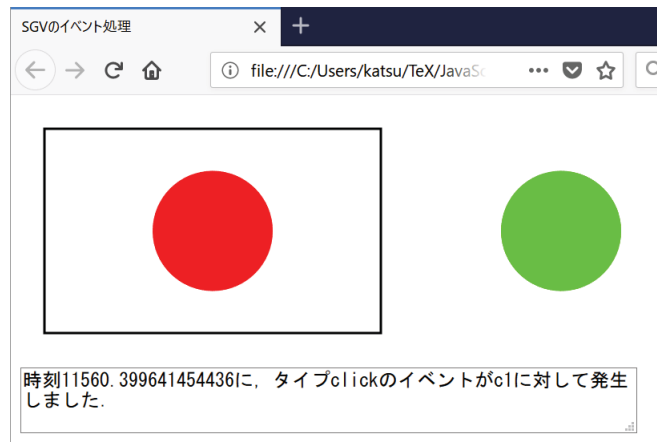 SGVのイベント処理
file:///C:/Users/katsu/TeX/JavaSc
時刻11560.399641454436に, タイプclickのイベントがc1に対して発生
しました.